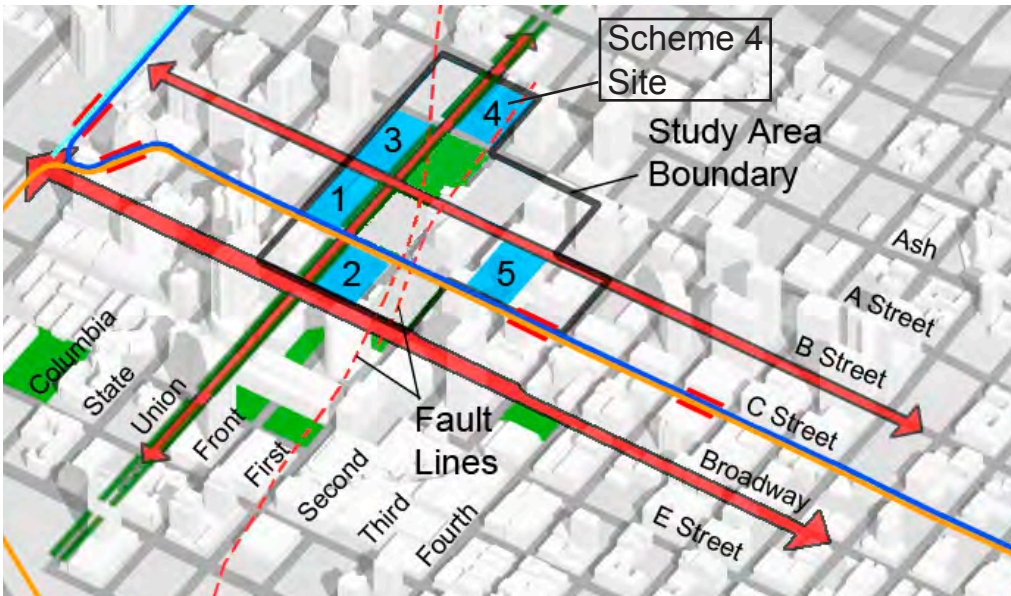 Scheme 4
Site
4
3
Study Area
Boundary
1
Ash
2
5
A Street
B Street
Columbia
State
Union
Front
First
Fault
Lines
C Street
Second
Third
Fourth
Broadway
E Street